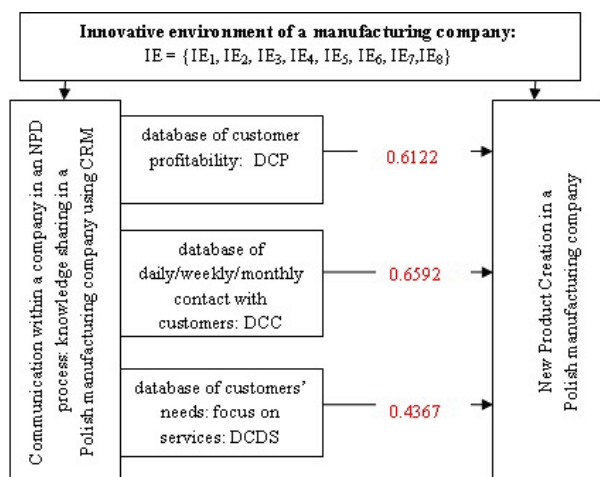 Innovative environment of a manufacturing company:
IE = {IE1, IE2, IE3, IE4, IE5, IE6, IE7,IE8}
Communication within a company in an NPD
process: knowledge sharing in a
Polish manufacturing company using CRM
database of customer
profitability: DCP
0.6122
database of
daily/weekly/monthly
contact with
customers: DCC
0.6592
database of customers’
needs: focus on
services: DCDS
0.4367
New Product Creation in a
Polish manufacturing company